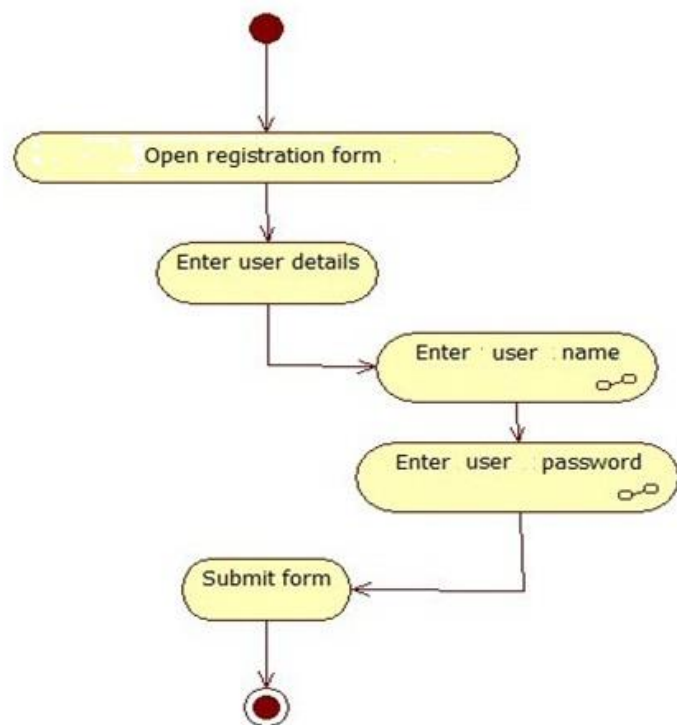 Open registration form
Enter user details
Enter user name
Enter user password
Submit form